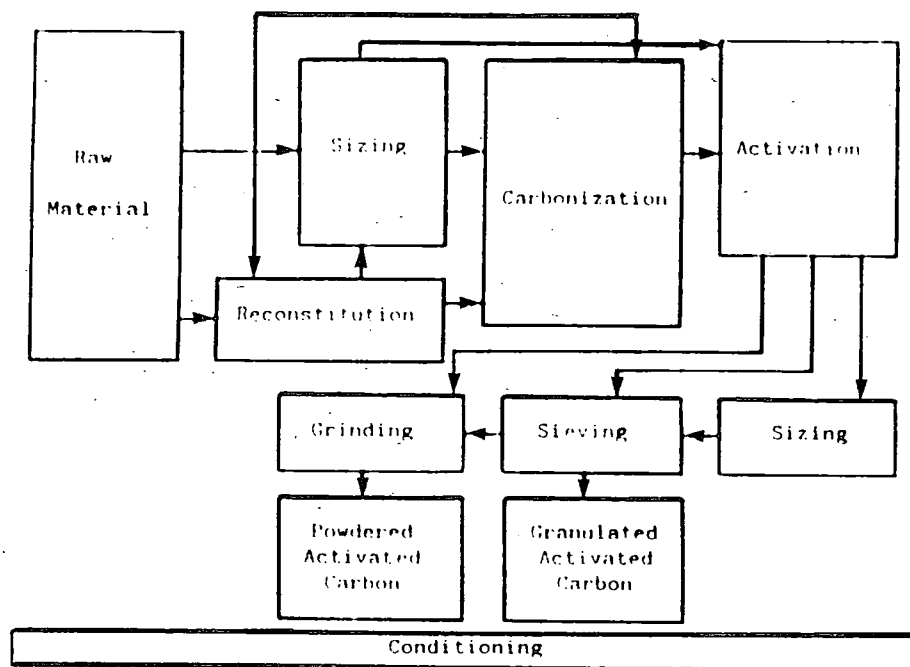 Raw
Material
Sizing
Carbonization
Activation
Reconstitution
Grinding
Sieving
Sizing
Powdered
Activated
Carbon
Granulated
Activated
Carbon
Conditioning